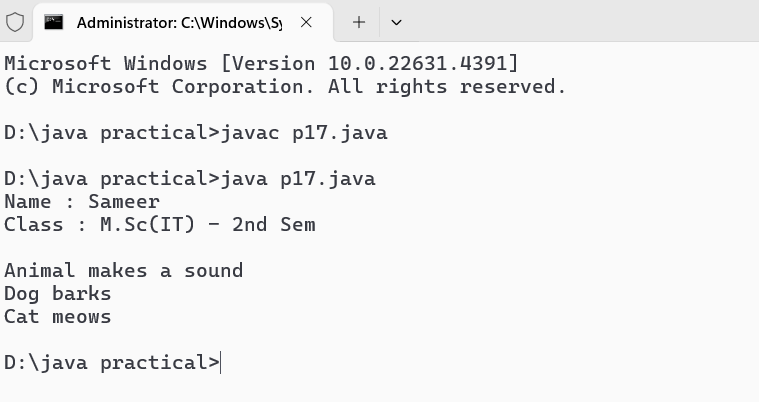 Administrator: C:\Windows\Sy
Microsoft Windows [Version 10.0.22631.4391]
(c) Microsoft Corporation. All rights reserved.
D:\java practical>javac p17.java
D:\java practical>java p17.java
Name : Sameer
Class : M.Sc(IT) - 2nd Sem
Animal makes a sound
Dog barks
Cat meows
D:\java practical>